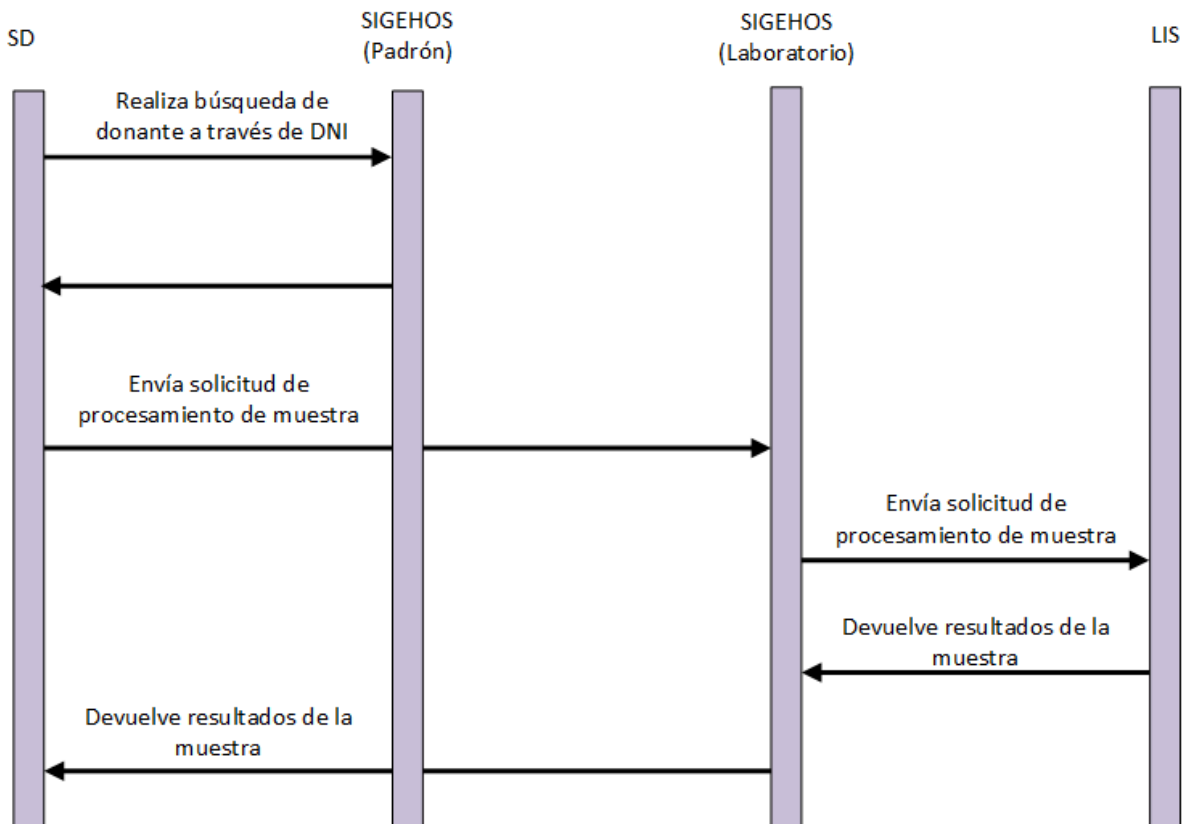 SD
SIGEHOS
(Padrón)
SIGEHOS
(Laboratorio)
LIS
Realiza búsqueda de
donante a través de DNI
Envía solicitud de
procesamiento de muestra
Envía solicitud de
procesamiento de muestra
Devuelve resultados de la
muestra
Devuelve resultados de la
muestra